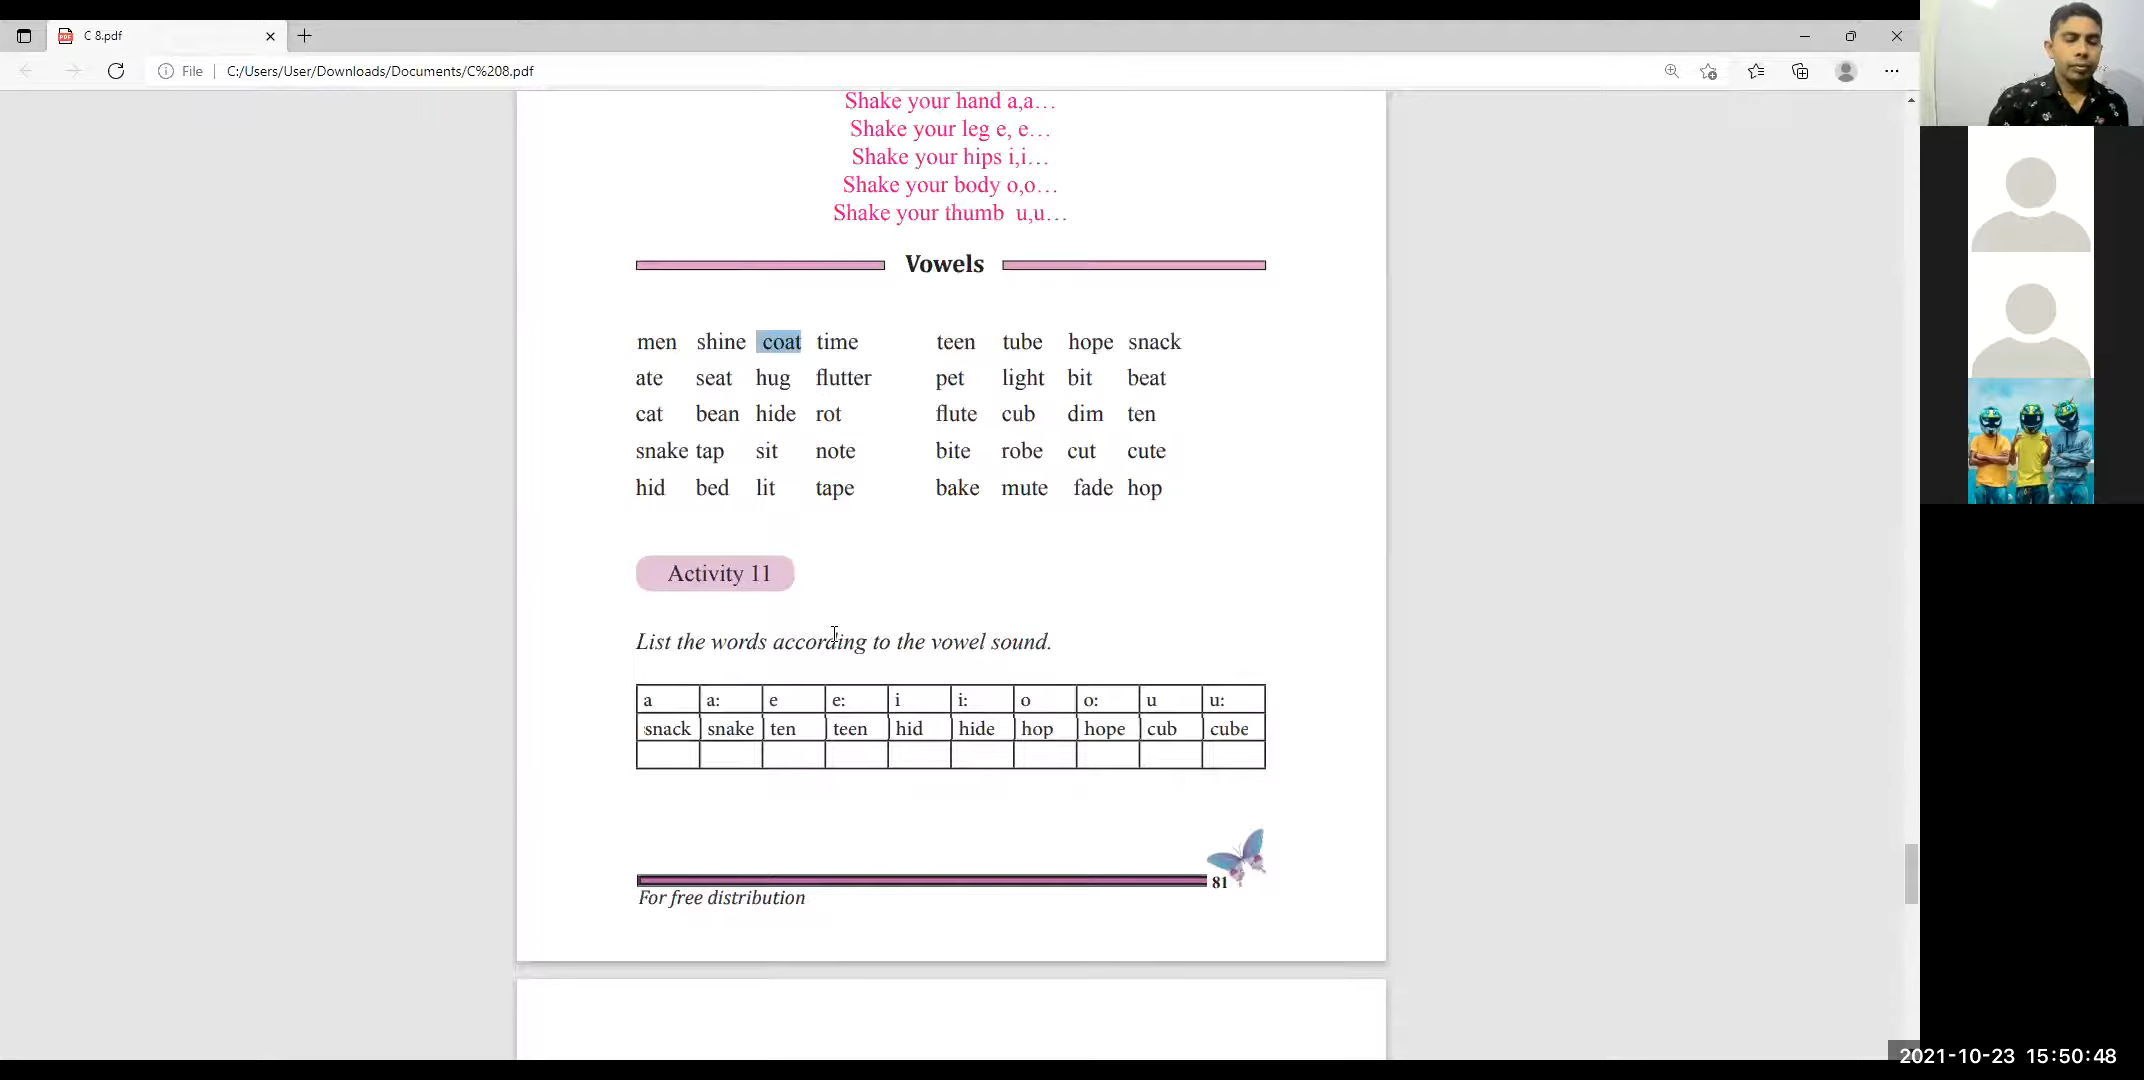 C 8.pdf
File C:/Users/User/Downloads/Documents/C%208.pdf
Shake your hand a,a…
Shake your leg e, e…
Shake your hips i,i…
Shake your body o,o…
Shake your thumb u,u…
Vowels
men shine coat time teen tube hope snack
ate seat hug flutter pet light bit beat
cat bean hide rot flute cub dim ten
snake tap sit note bite robe cut cute
hid bed lit tape bake mute fade hop
Activity 11
List the words according to the vowel sound.
a a: e e: i i: o o: u u:
snack snake ten teen hid hide hop hope cub cube
81
For free distribution
2021-10-23 15:50:48